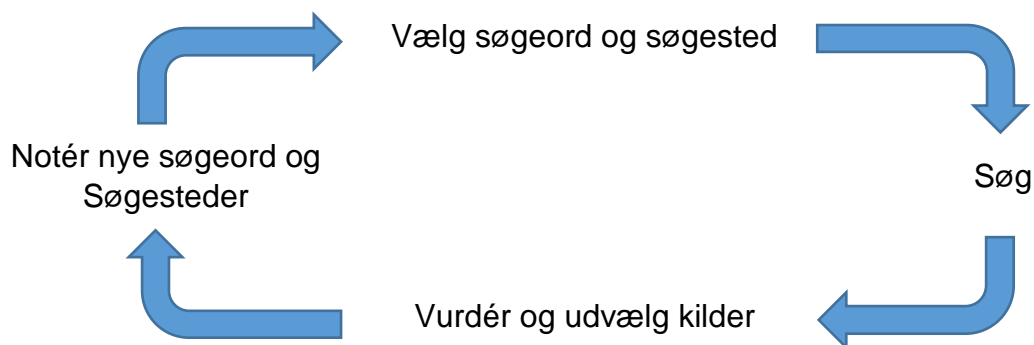 Vælg søgeord og søgested
Søg
Vurdér og udvælg kilder
Notér nye søgeord og
Søgesteder